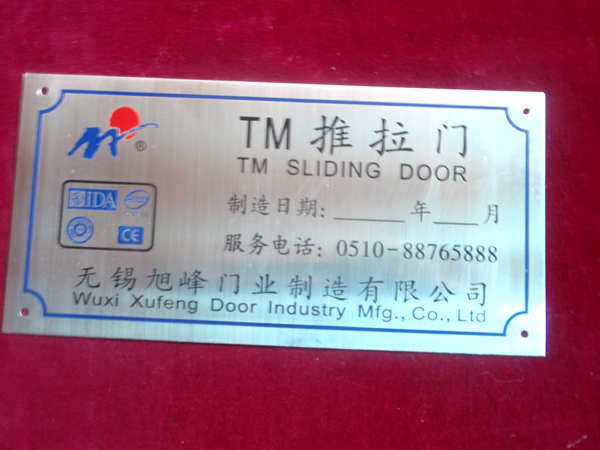 ®
TM 推拉门
TM SLIDING DOOR
IDA
CE
制造日期：______年____月
服务电话：0510-88765888
无锡旭峰门业制造有限公司
Wuxi Xufeng Door Industry Mfg., Co., Ltd